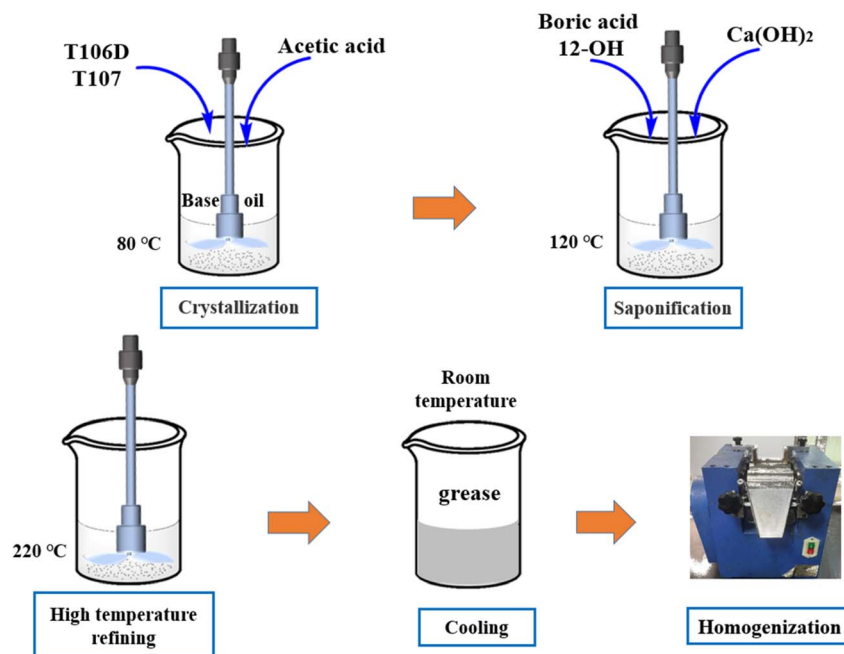 T106D
T107
Acetic acid
Base oil
80 ℃
Crystallization
Boric acid
12-OH
Ca(OH)₂
120 ℃
Saponification
220 ℃
High temperature
refining
Room
temperature
grease
Cooling
Homogenization